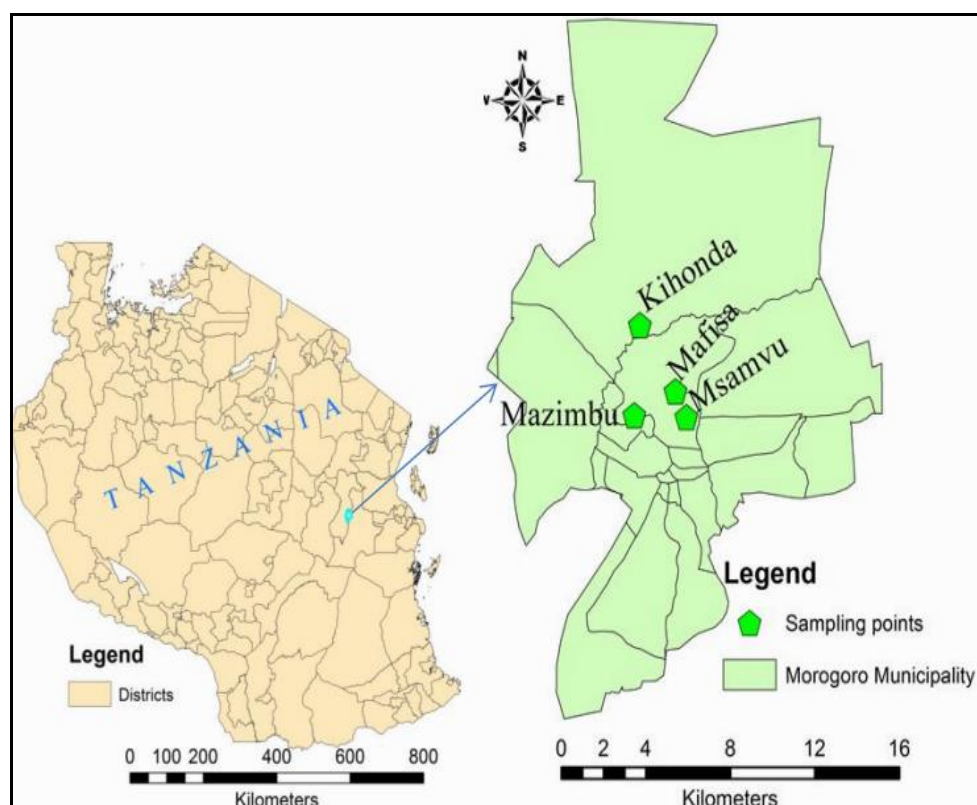 N
V
E
S
Kihonda
Mafisa
Msamvu
Mazimbu
TANZANIA
Legend
Districts
0 100 200 400 600 800
Kilometers
Legend
Sampling points
Morogoro Municipality
0 2 4 8 12 16
Kilometers